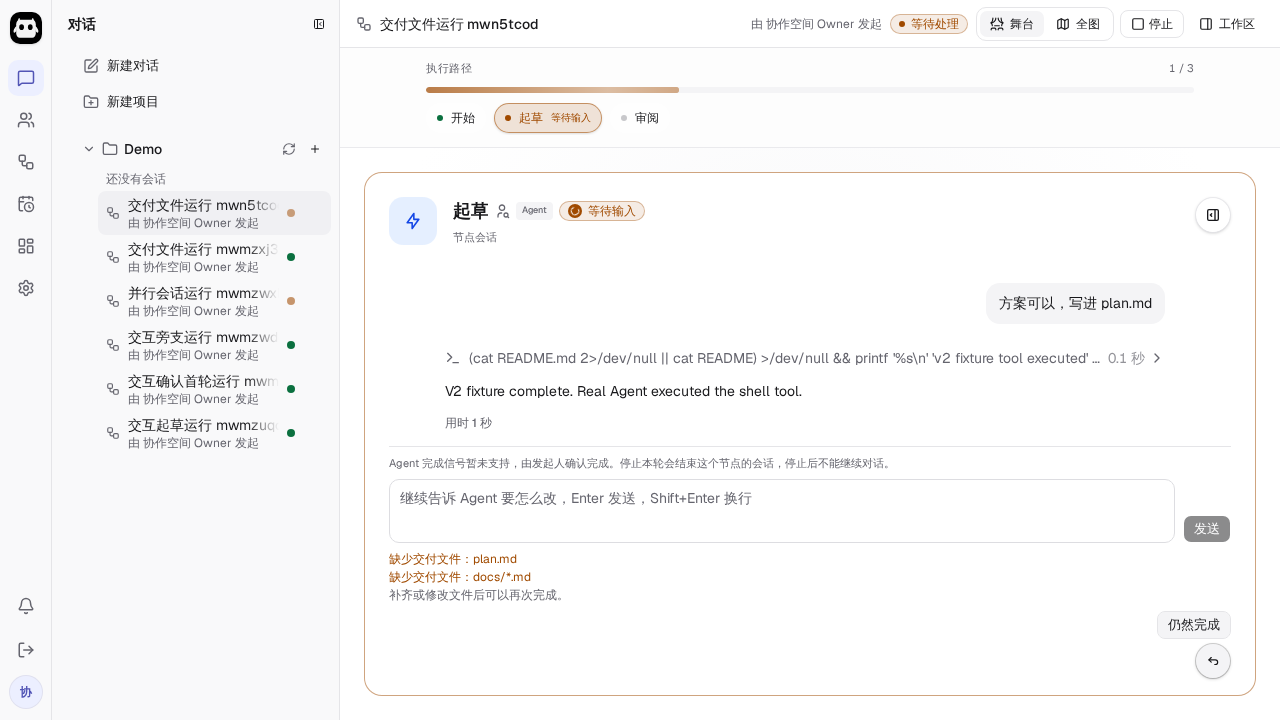 对话
新建对话
新建项目
Demo
还没有会话
交付文件运行 mwn5tco
由 协作空间 Owner 发起
交付文件运行 mwmzxj3
由 协作空间 Owner 发起
并行会话运行 mwmzwx
由 协作空间 Owner 发起
交互旁支运行 mwmzwd
由 协作空间 Owner 发起
交互确认首轮运行 mwm
由 协作空间 Owner 发起
交互起草运行 mwmzuq
由 协作空间 Owner 发起
协
交付文件运行 mwn5tcod
由 协作空间 Owner 发起
等待处理
舞台
全图
停止
工作区
执行路径
1 / 3
开始
起草 等待输入
审阅
起草
Agent
等待输入
节点会话
方案可以，写进 plan.md
(cat README.md 2>/dev/null || cat README) >/dev/null && printf '%s\n' 'v2 fixture tool executed' ... 0.1 秒
V2 fixture complete. Real Agent executed the shell tool.
用时 1 秒
Agent 完成信号暂未支持，由发起人确认完成。停止本轮会结束这个节点的会话，停止后不能继续对话。
继续告诉 Agent 要怎么改，Enter 发送，Shift+Enter 换行
发送
缺少交付文件：plan.md
缺少交付文件：docs/*.md
补齐或修改文件后可以再次完成。
仍然完成